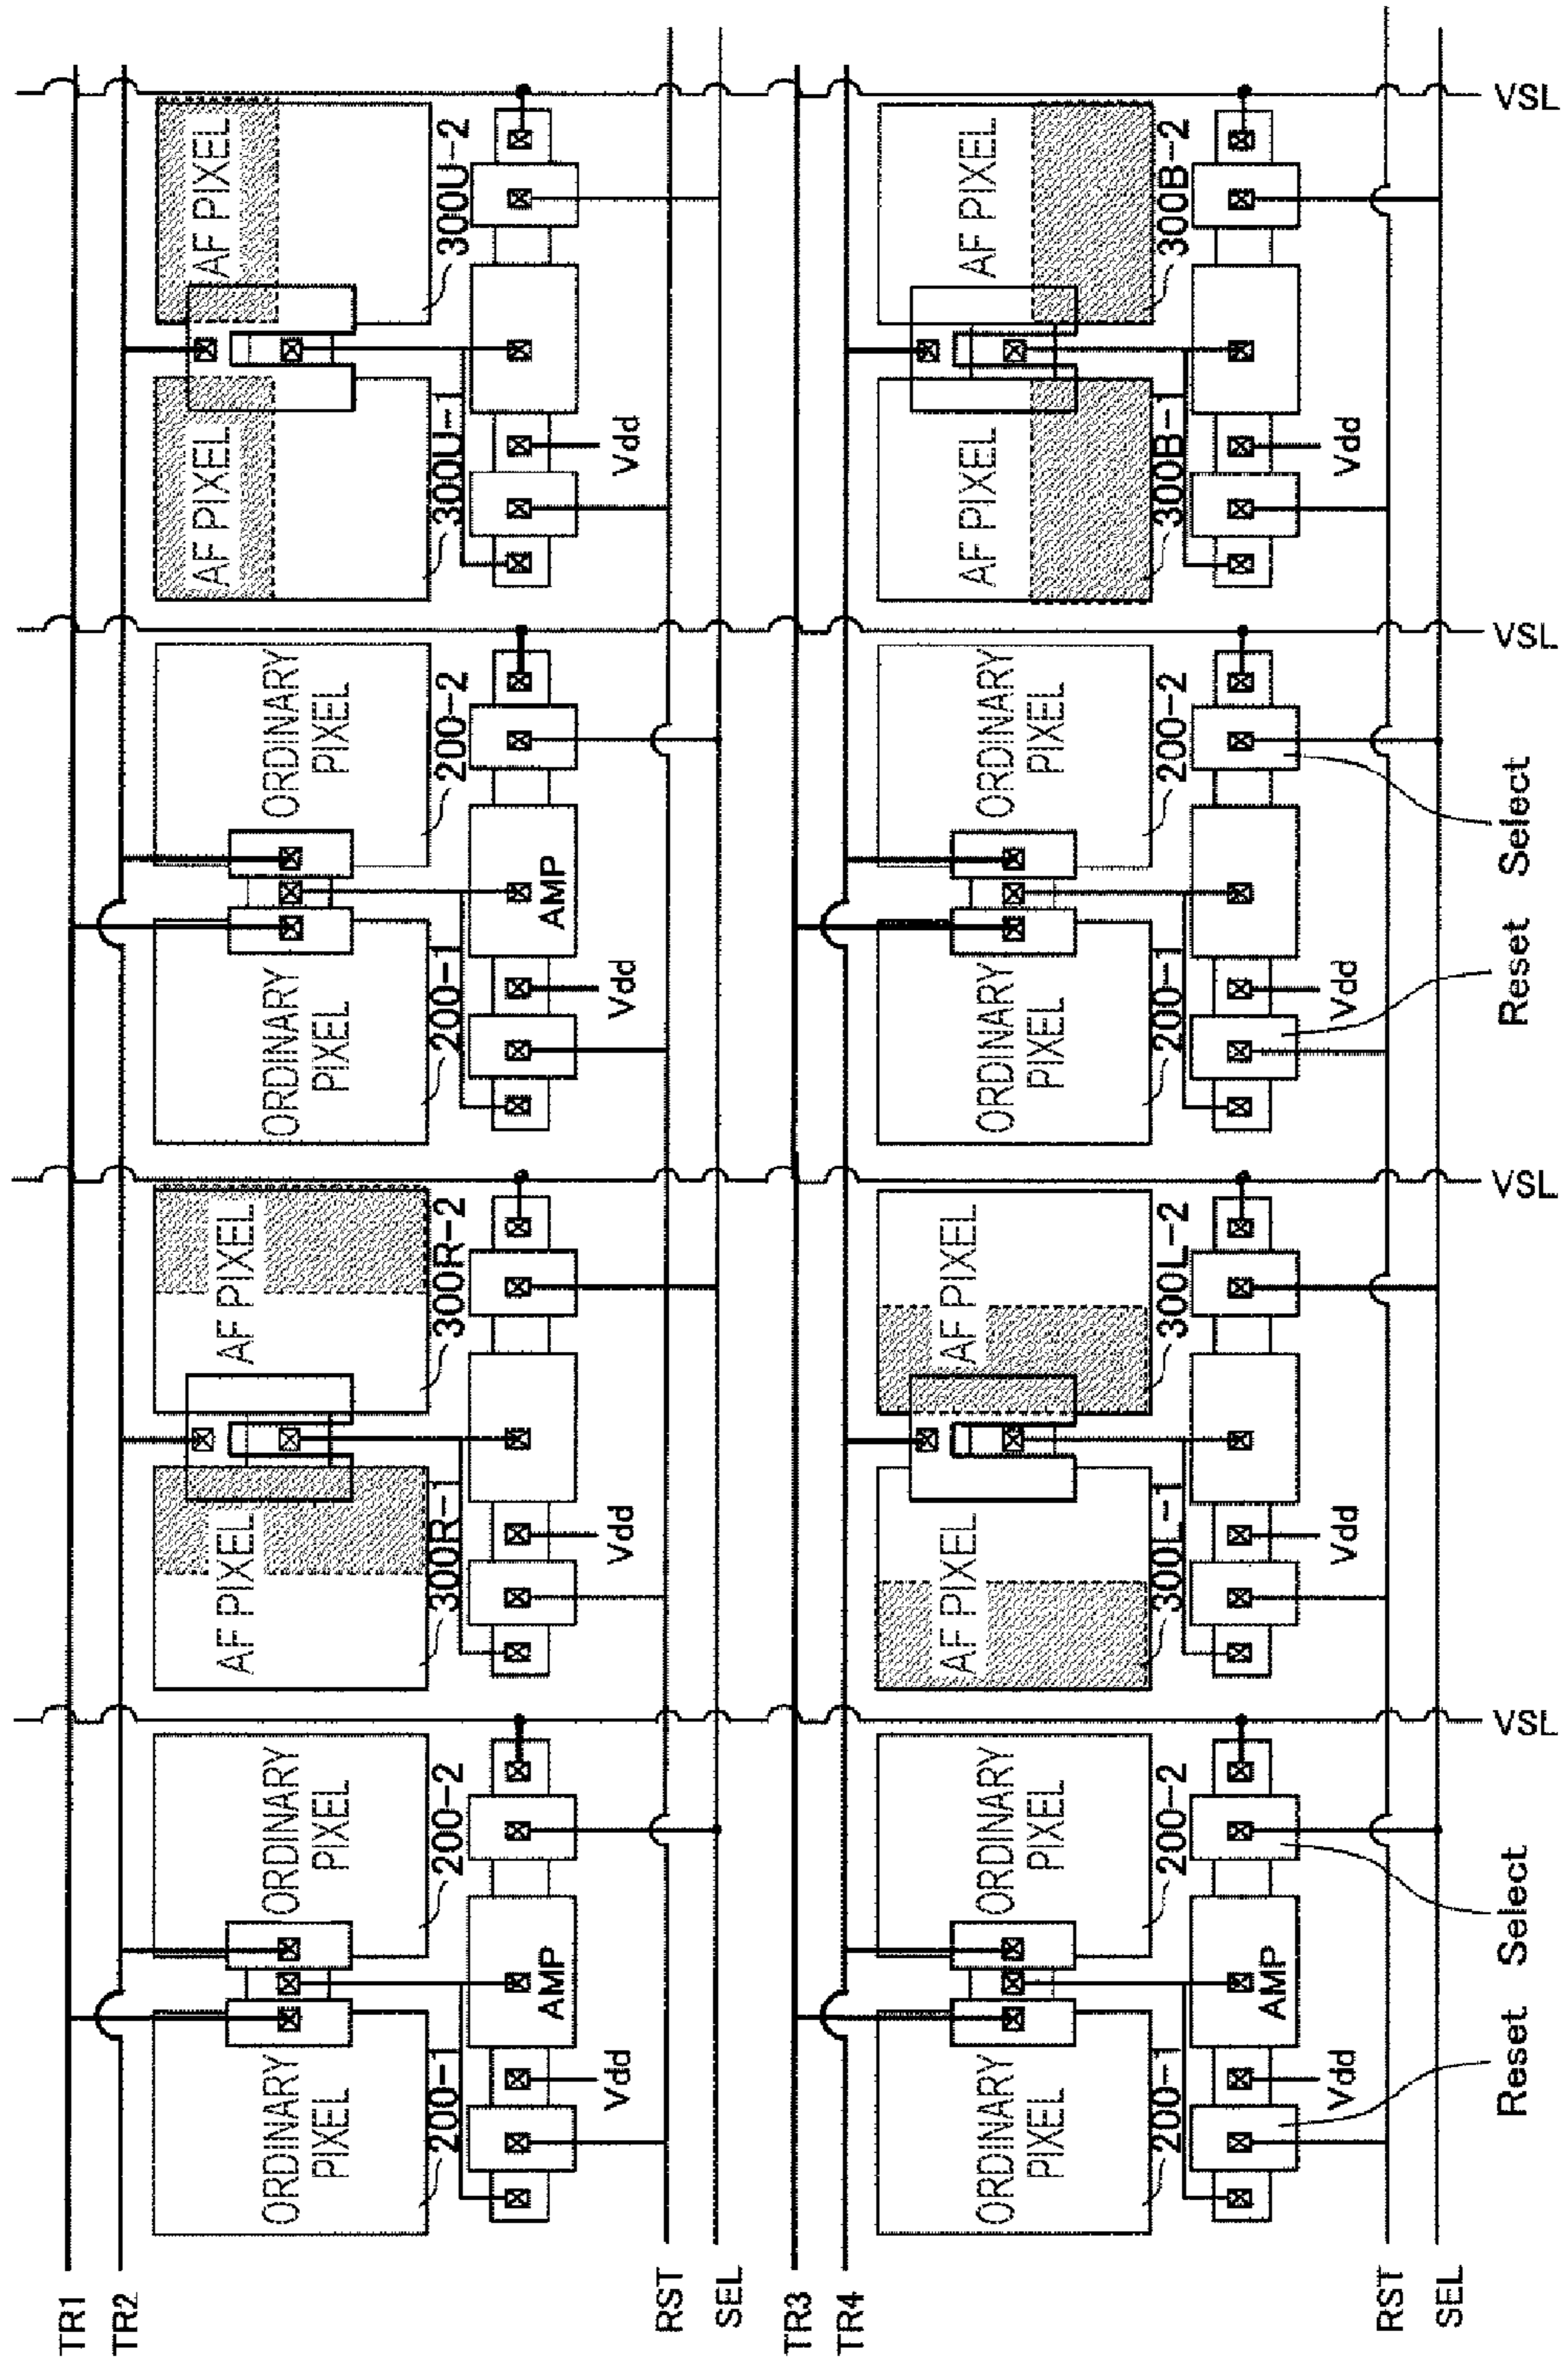 TR1
TR2
ORDINARY
PIXEL
ORDINARY
PIXEL
AF PIXEL
AF PIXEL
ORDINARY
PIXEL
ORDINARY
PIXEL
AF PIXEL
AF PIXEL
200-1
200-2
300R-1
300R-2
200-1
200-2
300U-1
300U-2
AMP
AMP
Vdd
Vdd
Vdd
Vdd
RST
SEL
TR3
TR4
ORDINARY
PIXEL
ORDINARY
PIXEL
AF PIXEL
AF PIXEL
ORDINARY
PIXEL
ORDINARY
PIXEL
AF PIXEL
AF PIXEL
200-1
200-2
300L-1
300L-2
200-1
200-2
300B-1
300B-2
AMP
Vdd
Vdd
Vdd
Vdd
RST
SEL
Reset
Select
VSL
VSL
Reset
Select
VSL
VSL